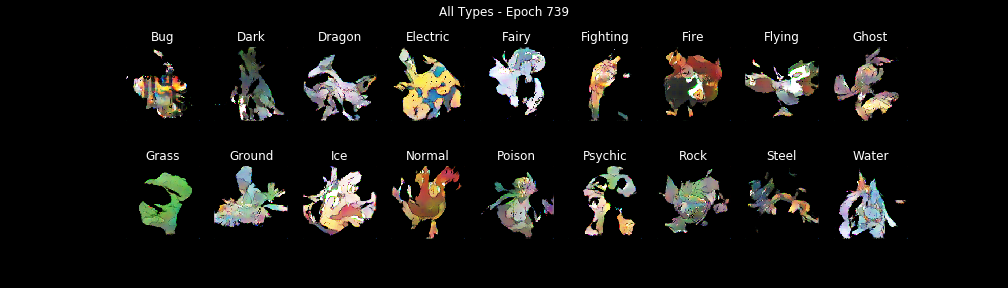 All Types - Epoch 739
Bug Dark Dragon Electric Fairy Fighting Fire Flying Ghost
Grass Ground Ice Normal Poison Psychic Rock Steel Water